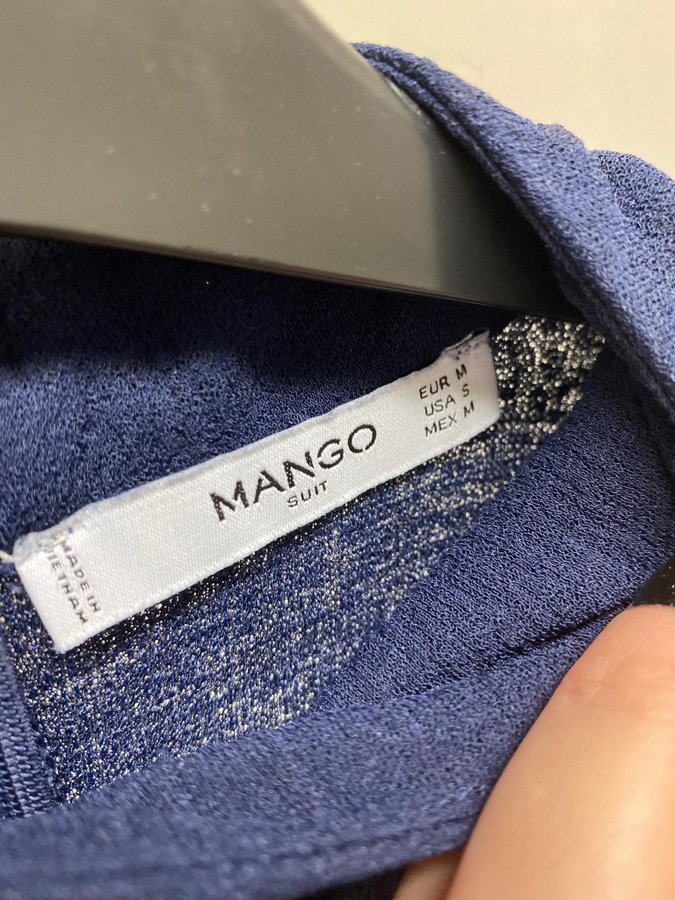 MANGO
SUIT
EUR M
USA S
MEX M
MADE IN
VIETNAM